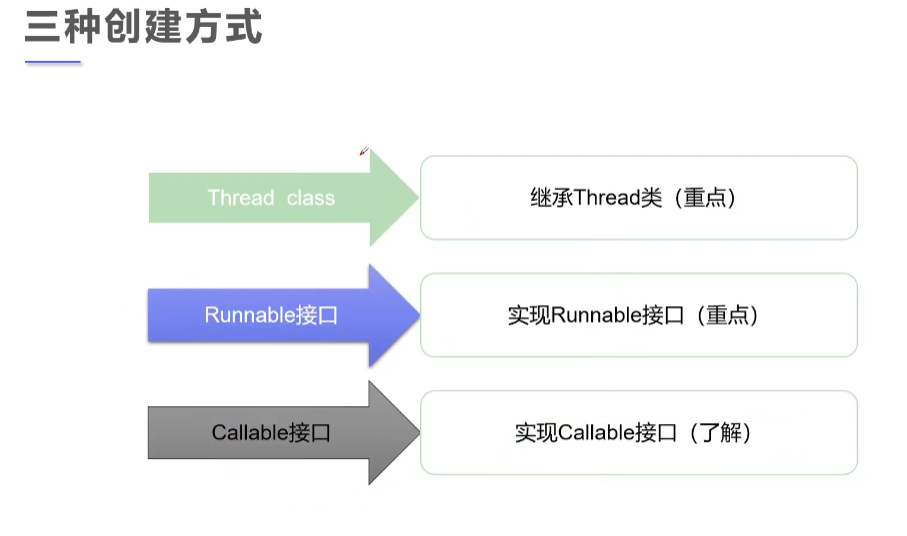 三种创建方式
Thread class
继承Thread类（重点）
Runnable接口
实现Runnable接口（重点）
Callable接口
实现Callable接口（了解）